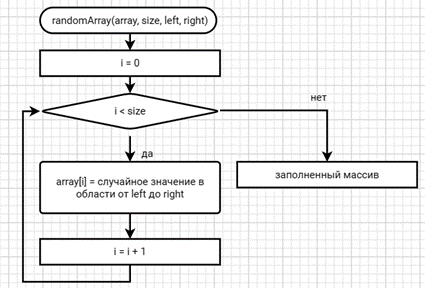 randomArray(array, size, left, right)
i = 0
i < size
нет
да
заполненный массив
array[i] = случайное значение в
области от left до right
i = i + 1